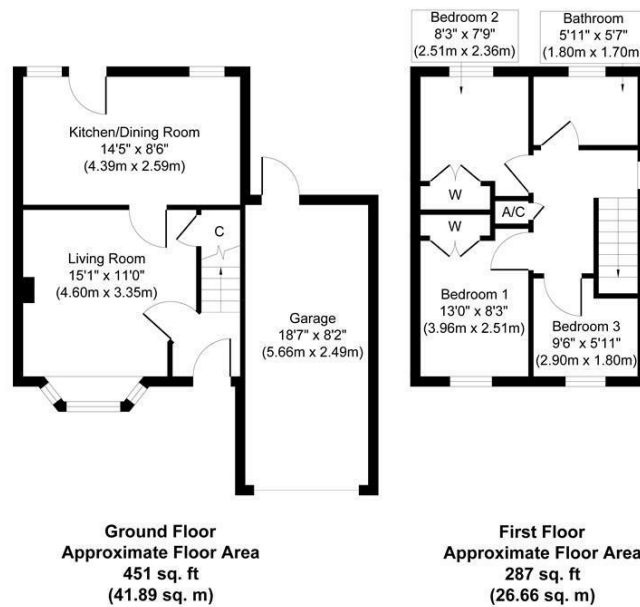 Bedroom 2
8'3" x 7'9"
(2.51m x 2.36m)
Bathroom
5'11" x 5'7"
(1.80m x 1.70m
Kitchen/Dining Room
14'5" x 8'6"
(4.39m x 2.59m)
Living Room
15'1" x 11'0"
(4.60m x 3.35m)
C
Garage
18'7" x 8'2"
(5.66m x 2.49m)
W
A/C
W
Bedroom 1
13'0" x 8'3"
(3.96m x 2.51m)
Bedroom 3
9'6" x 5'11"
(2.90m x 1.80m)
Ground Floor
Approximate Floor Area
451 sq. ft
(41.89 sq. m)
First Floor
Approximate Floor Area
287 sq. ft
(26.66 sq. m)